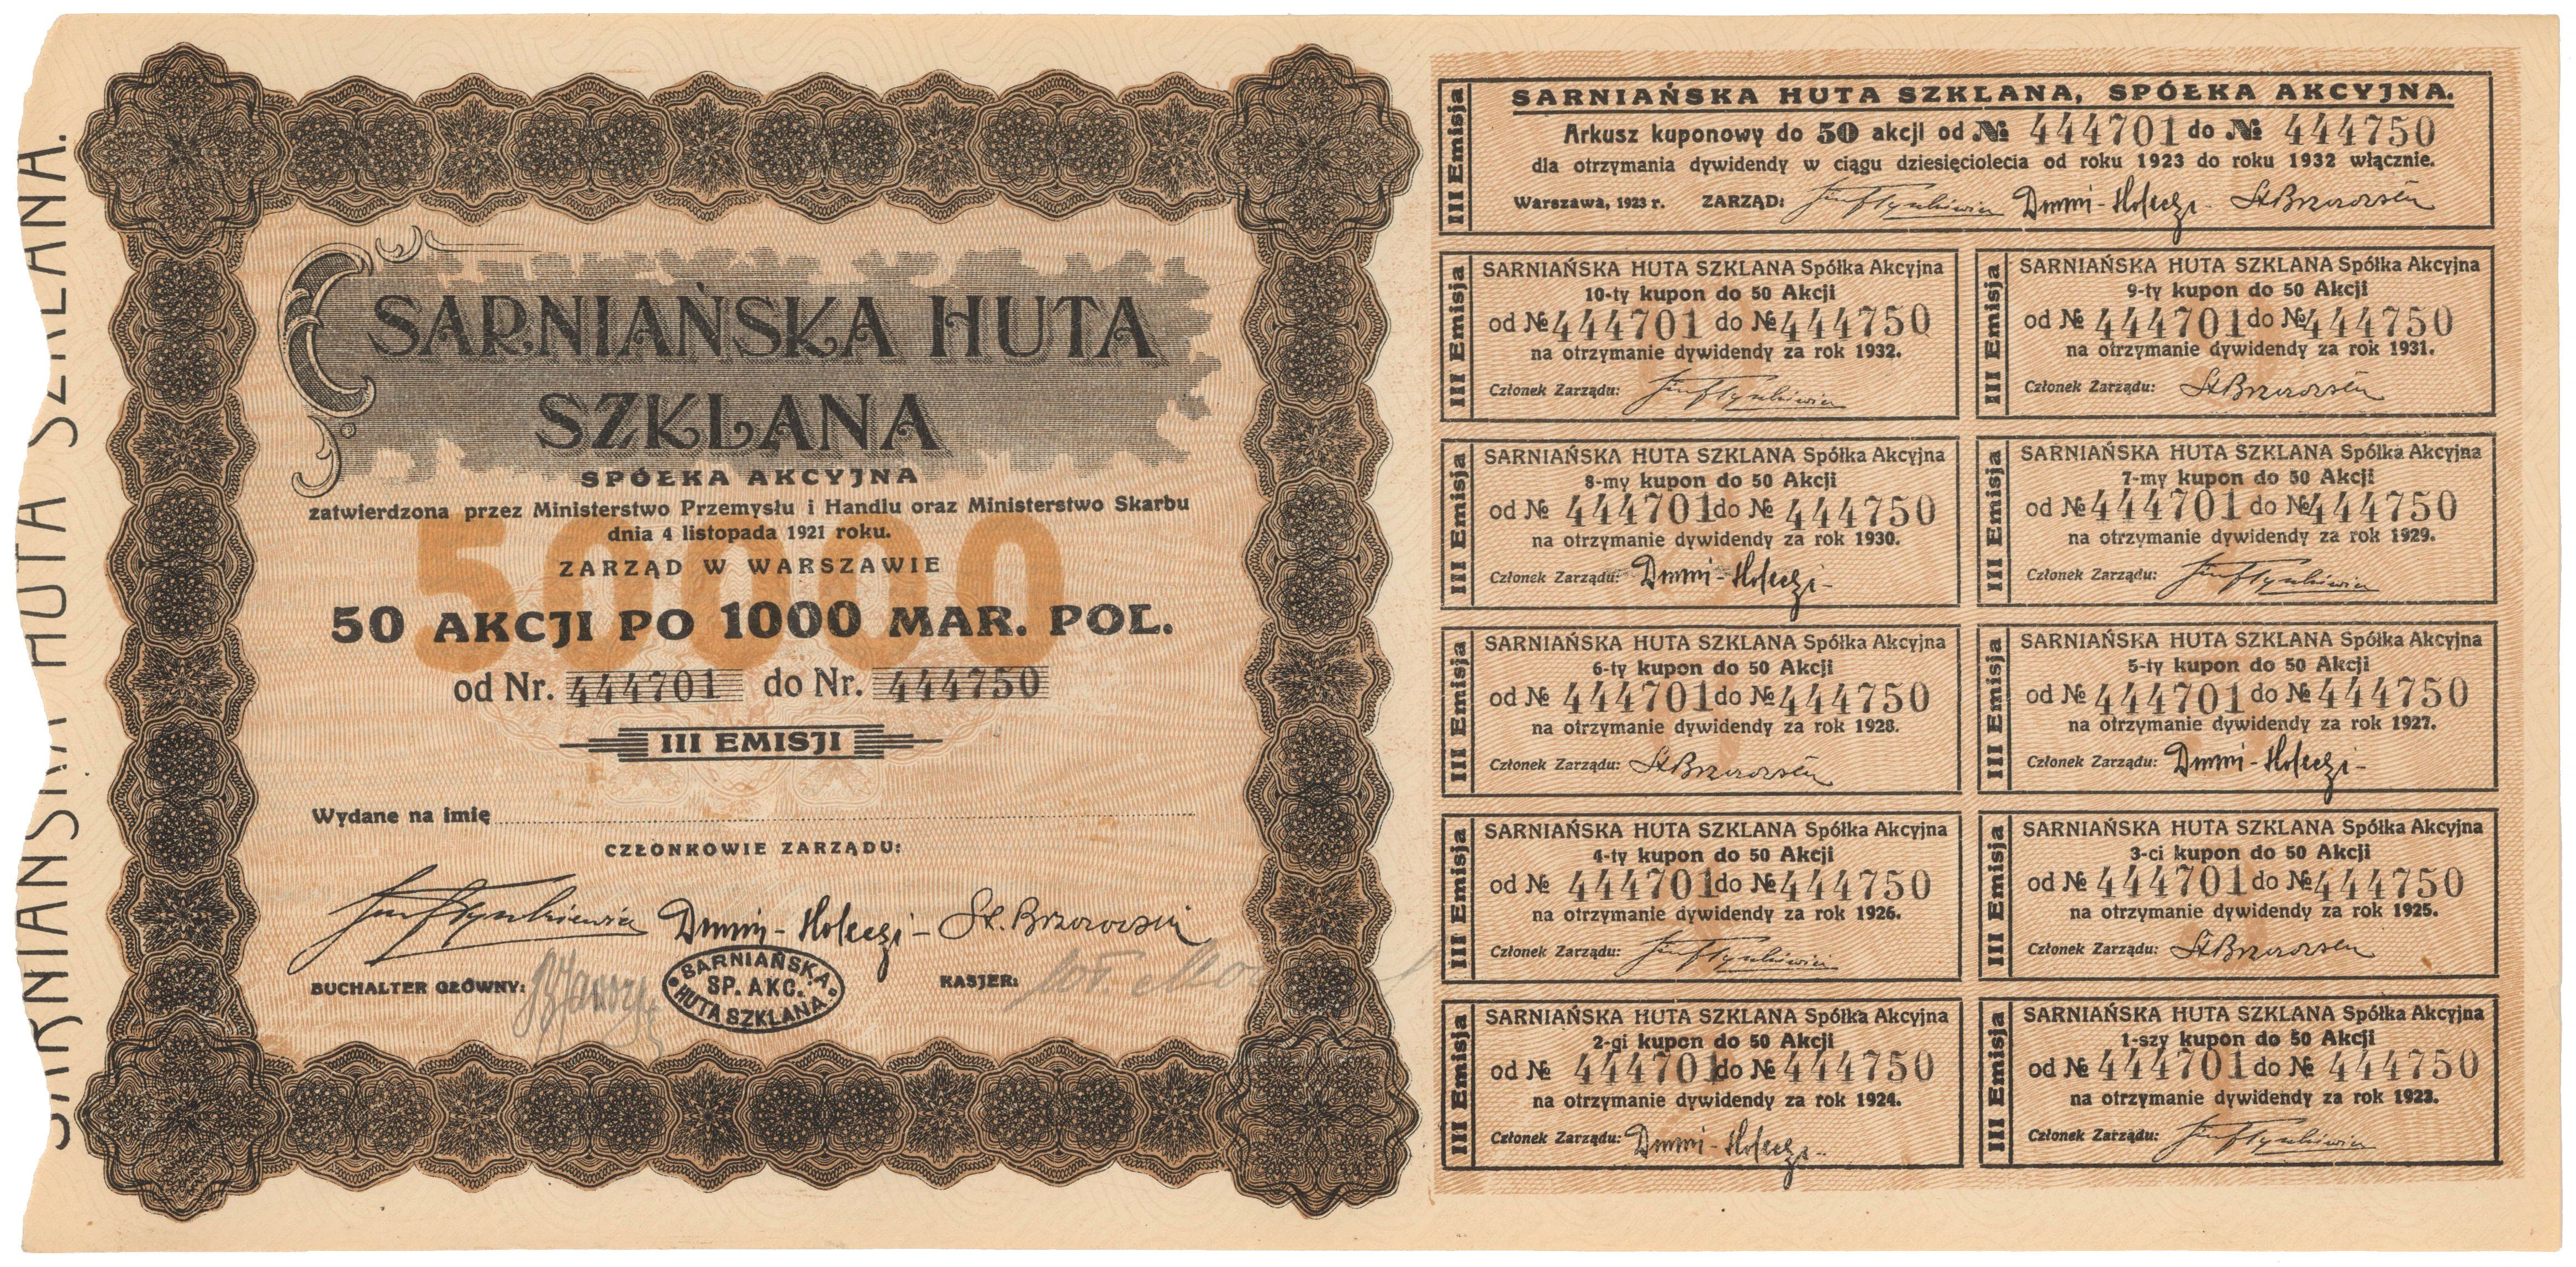 SARNIAŃSKA HUTA SZKLANA.
SARNIAŃSKA HUTA
SZKLANA
SPÓŁKA AKCYJNA
zatwierdzona przez Ministerstwo Przemysłu i Handlu oraz Ministerstwo Skarbu
dnia 4 listopada 1921 roku.
ZARZĄD W WARSZAWIE
50000
50 AKCJI PO 1000 MAR. POL.
od Nr. 444701 do Nr. 444750
III EMISJI
Wydane na imię
CZŁONKOWIE ZARZĄDU:
St. Brzozowski
BUCHALTER GŁÓWNY:
SARNIAŃSKA
SP. AKC.
HUTA SZKLANA
KASJER:
III Emisja
SARNIAŃSKA HUTA SZKLANA, SPÓŁKA AKCYJNA.
Arkusz kuponowy do 50 akcji od № 444701 do № 444750
dla otrzymania dywidendy w ciągu dziesięciolecia od roku 1923 do roku 1932 włącznie.
Warszawa, 1923 r. ZARZĄD: St Brzozowski
III Emisja
SARNIAŃSKA HUTA SZKLANA Spółka Akcyjna
10-ty kupon do 50 Akcji
od № 444701 do № 444750
na otrzymanie dywidendy za rok 1932.
Członek Zarządu:
III Emisja
SARNIAŃSKA HUTA SZKLANA Spółka Akcyjna
9-ty kupon do 50 Akcji
od № 444701 do № 444750
na otrzymanie dywidendy za rok 1931.
Członek Zarządu: St Brzozowski
III Emisja
SARNIAŃSKA HUTA SZKLANA Spółka Akcyjna
8-my kupon do 50 Akcji
od № 444701 do № 444750
na otrzymanie dywidendy za rok 1930.
Członek Zarządu:
III Emisja
SARNIAŃSKA HUTA SZKLANA Spółka Akcyjna
7-my kupon do 50 Akcji
od № 444701 do № 444750
na otrzymanie dywidendy za rok 1929.
Członek Zarządu:
III Emisja
SARNIAŃSKA HUTA SZKLANA Spółka Akcyjna
6-ty kupon do 50 Akcji
od № 444701 do № 444750
na otrzymanie dywidendy za rok 1928.
Członek Zarządu: St Brzozowski
III Emisja
SARNIAŃSKA HUTA SZKLANA Spółka Akcyjna
5-ty kupon do 50 Akcji
od № 444701 do № 444750
na otrzymanie dywidendy za rok 1927.
Członek Zarządu:
III Emisja
SARNIAŃSKA HUTA SZKLANA Spółka Akcyjna
4-ty kupon do 50 Akcji
od № 444701 do № 444750
na otrzymanie dywidendy za rok 1926.
Członek Zarządu:
III Emisja
SARNIAŃSKA HUTA SZKLANA Spółka Akcyjna
3-ci kupon do 50 Akcji
od № 444701 do № 444750
na otrzymanie dywidendy za rok 1925.
Członek Zarządu: St Brzozowski
III Emisja
SARNIAŃSKA HUTA SZKLANA Spółka Akcyjna
2-gi kupon do 50 Akcji
od № 444701 do № 444750
na otrzymanie dywidendy za rok 1924.
Członek Zarządu:
III Emisja
SARNIAŃSKA HUTA SZKLANA Spółka Akcyjna
1-szy kupon do 50 Akcji
od № 444701 do № 444750
na otrzymanie dywidendy za rok 1923.
Członek Zarządu: